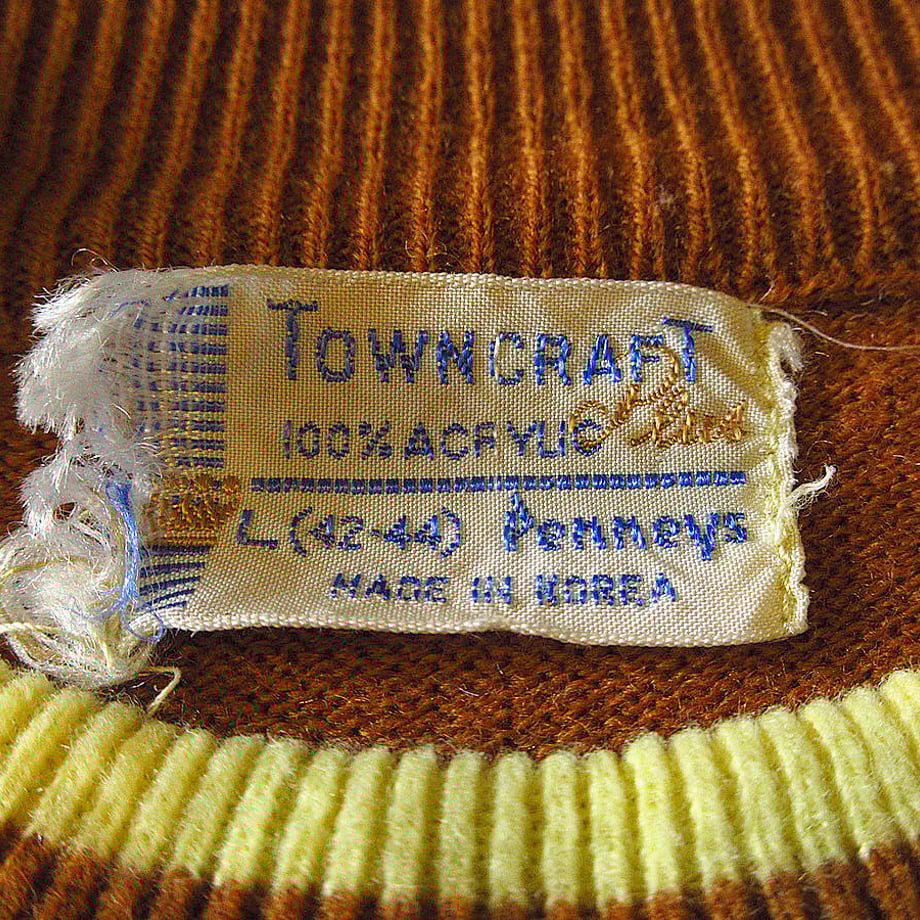 TOWNCRAFT
100% ACRYLIC
L (42-44) Penneys
MADE IN KOREA